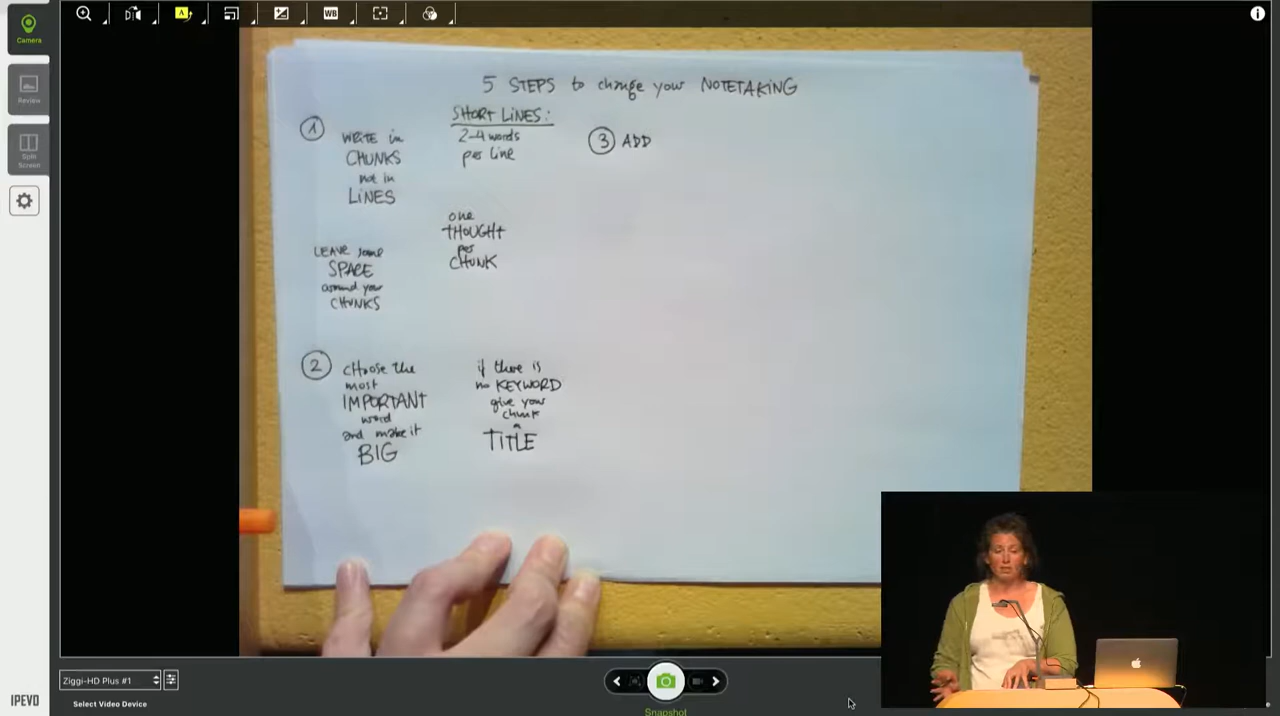 Camera
WB
Review
Split
Screen
5 STEPS to change your NOTETAKING
1
WRITE in
CHUNKS
not in
LINES
LEAVE some
SPACE
around your
CHUNKS
SHORT LINES:
2-4 words
per line
one
THOUGHT
per
CHUNK
2
CHOOSE the
most
IMPORTANT
word
and make it
BIG
if there is
no KEYWORD
give your
chunk
a
TITLE
3 ADD
IPEVO
Ziggi-HD Plus #1
Select Video Device
Snapshot